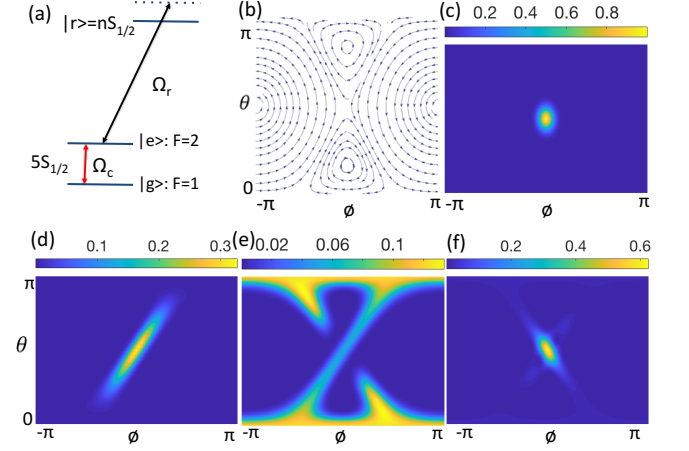 (a)
|r>=nS1/2
Ωr
|e>: F=2
5S1/2
Ωc
|g>: F=1
(b)
π
θ
0
-π
ø
π
(c)
0.2 0.4 0.6 0.8
-π
ø
π
(d)
0.1 0.2 0.3
π
θ
0
-π
ø
π
(e)
0.02 0.06 0.1
-π
ø
π
(f)
0.2 0.4 0.6
-π
ø
π